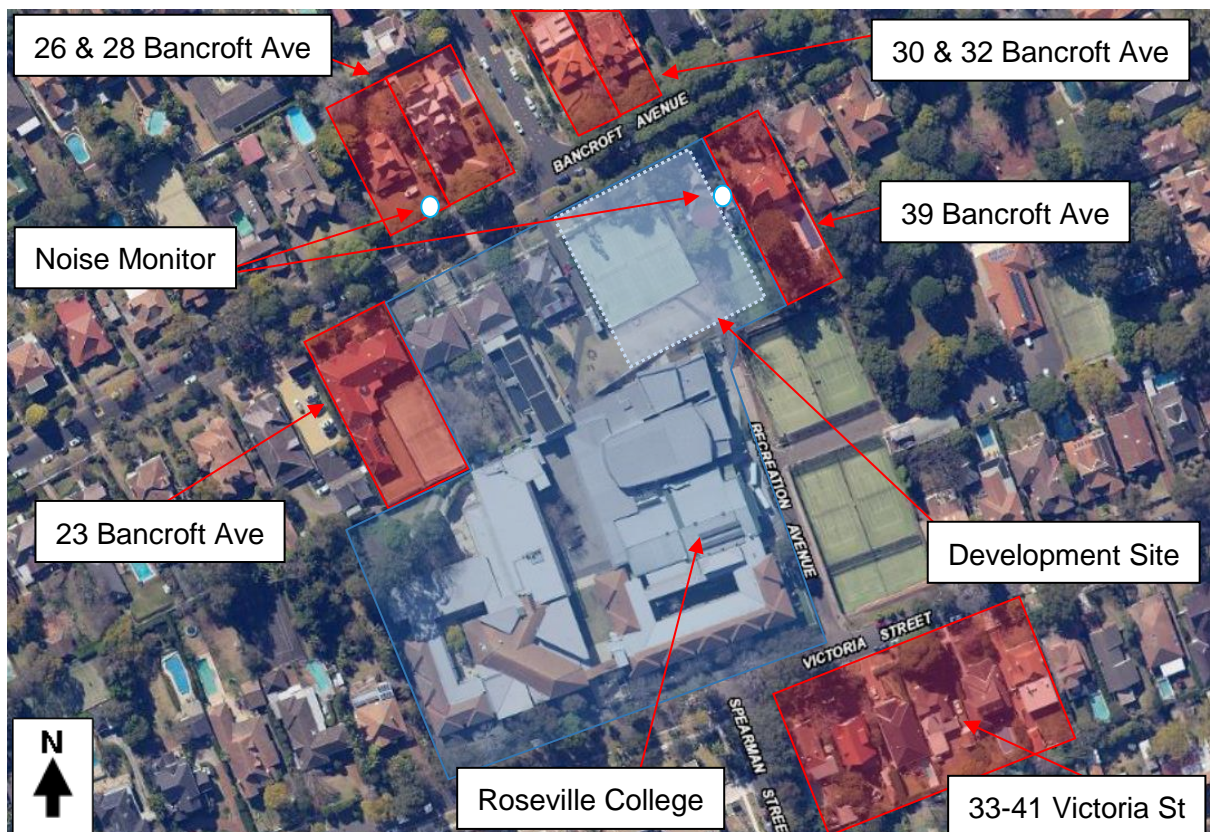 26 & 28 Bancroft Ave
30 & 32 Bancroft Ave
BANCROFT AVENUE
39 Bancroft Ave
Noise Monitor
23 Bancroft Ave
RECREATION AVENUE
Development Site
VICTORIA STREET
SPEARMAN STREE
N
Roseville College
33-41 Victoria St